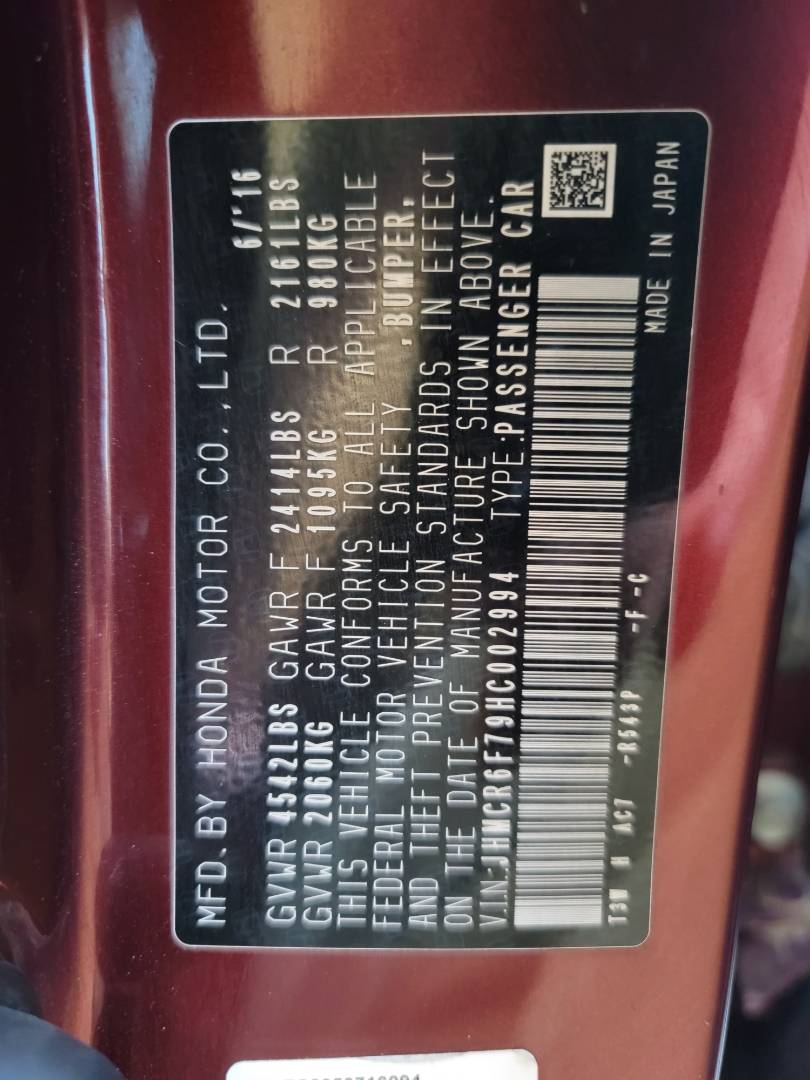 MFD. BY HONDA MOTOR CO., LTD. 6/'16
GVWR 4542LBS GAWR F 2414LBS R 2161LBS
GVWR 2060KG GAWR F 1095KG R 980KG
THIS VEHICLE CONFORMS TO ALL APPLICABLE
FEDERAL MOTOR VEHICLE SAFETY ,BUMPER,
AND THEFT PREVENTION STANDARDS IN EFFECT
ON THE DATE OF MANUFACTURE SHOWN ABOVE.
V.I.N.:JHMCR6F79HC002994 TYPE:PASSENGER CAR
T3W H AC7 -R543P -F -C
MADE IN JAPAN